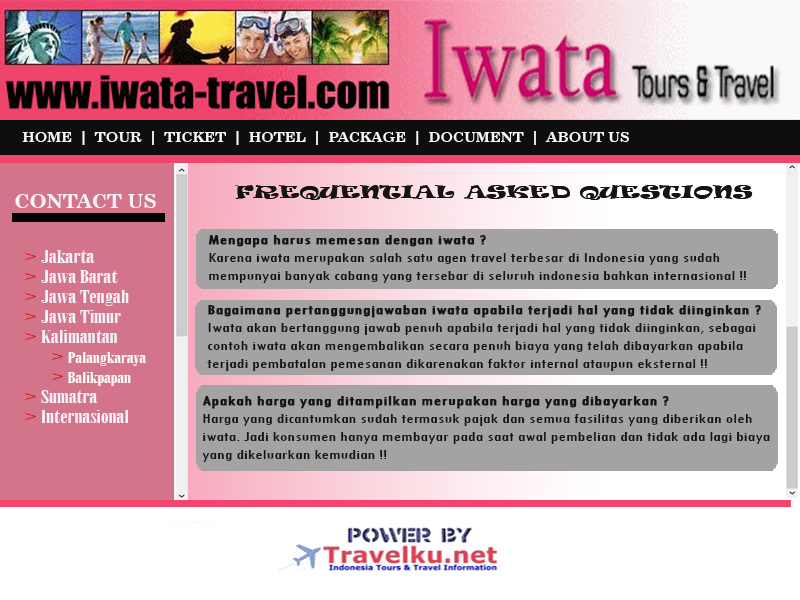 Iwata Tours & Travel
www.iwata-travel.com
HOME | TOUR | TICKET | HOTEL | PACKAGE | DOCUMENT | ABOUT US
CONTACT US
> Jakarta
> Jawa Barat
> Jawa Tengah
> Jawa Timur
> Kalimantan
> Palangkaraya
> Balikpapan
> Sumatra
> Internasional
FREQUENTIAL ASKED QUESTIONS
Mengapa harus memesan dengan iwata ?
Karena iwata merupakan salah satu agen travel terbesar di Indonesia yang sudah
mempunyai banyak cabang yang tersebar di seluruh indonesia bahkan internasional !!
Bagaimana pertanggungjawaban iwata apabila terjadi hal yang tidak diinginkan ?
Iwata akan bertanggung jawab penuh apabila terjadi hal yang tidak diinginkan, sebagai
contoh iwata akan mengembalikan secara penuh biaya yang telah dibayarkan apabila
terjadi pembatalan pemesanan dikarenakan faktor internal ataupun eksternal !!
Apakah harga yang ditampilkan merupakan harga yang dibayarkan ?
Harga yang dicantumkan sudah termasuk pajak dan semua fasilitas yang diberikan oleh
iwata. Jadi konsumen hanya membayar pada saat awal pembelian dan tidak ada lagi biaya
yang dikeluarkan kemudian !!
POWER BY
Travelku.net
Indonesia Tours & Travel Information